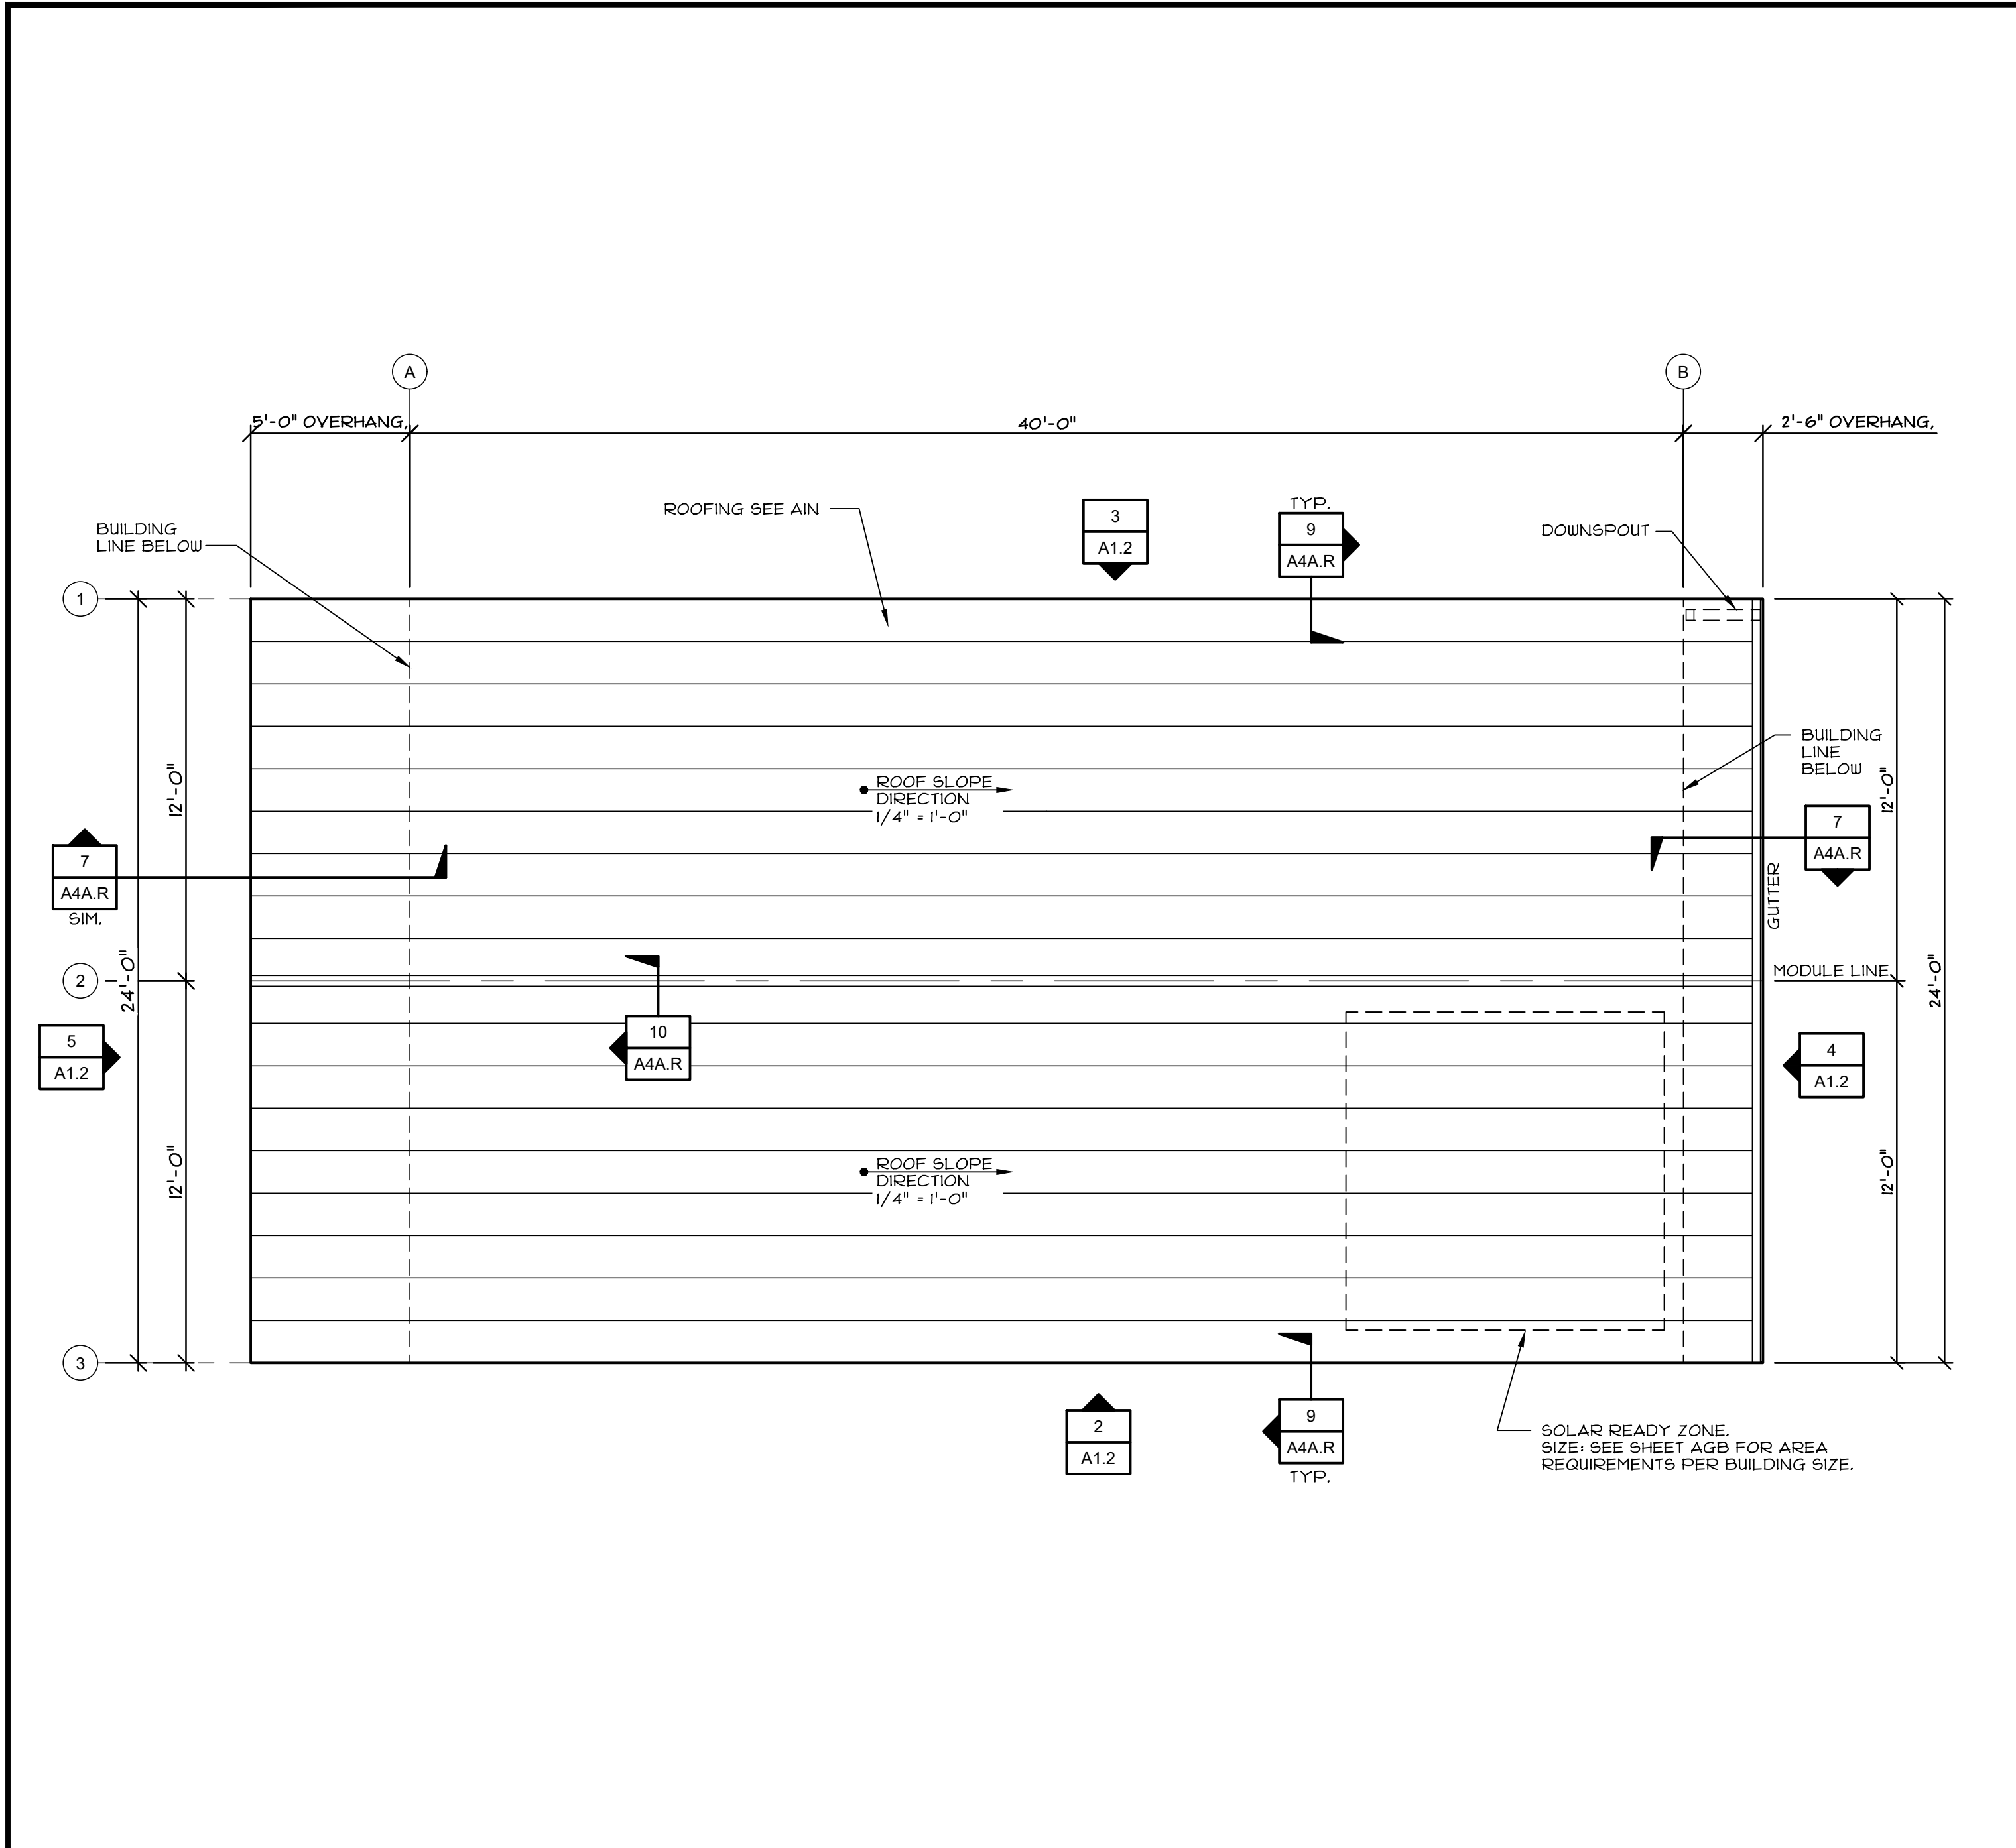 A
B
5'-0" OVERHANG,
40'-0"
2'-6" OVERHANG,
ROOFING SEE AIN
3
A1.2
TYP.
9
A4A.R
DOWNSPOUT
BUILDING
LINE BELOW
1
12'-0"
ROOF SLOPE
DIRECTION
1/4" = 1'-0"
BUILDING
LINE
BELOW
12'-0"
7
A4A.R
SIM.
7
A4A.R
GUTTER
2
24'-0"
MODULE LINE
24'-0"
5
A1.2
10
A4A.R
4
A1.2
12'-0"
ROOF SLOPE
DIRECTION
1/4" = 1'-0"
12'-0"
3
2
A1.2
9
A4A.R
TYP.
SOLAR READY ZONE.
SIZE: SEE SHEET AGB FOR AREA
REQUIREMENTS PER BUILDING SIZE.